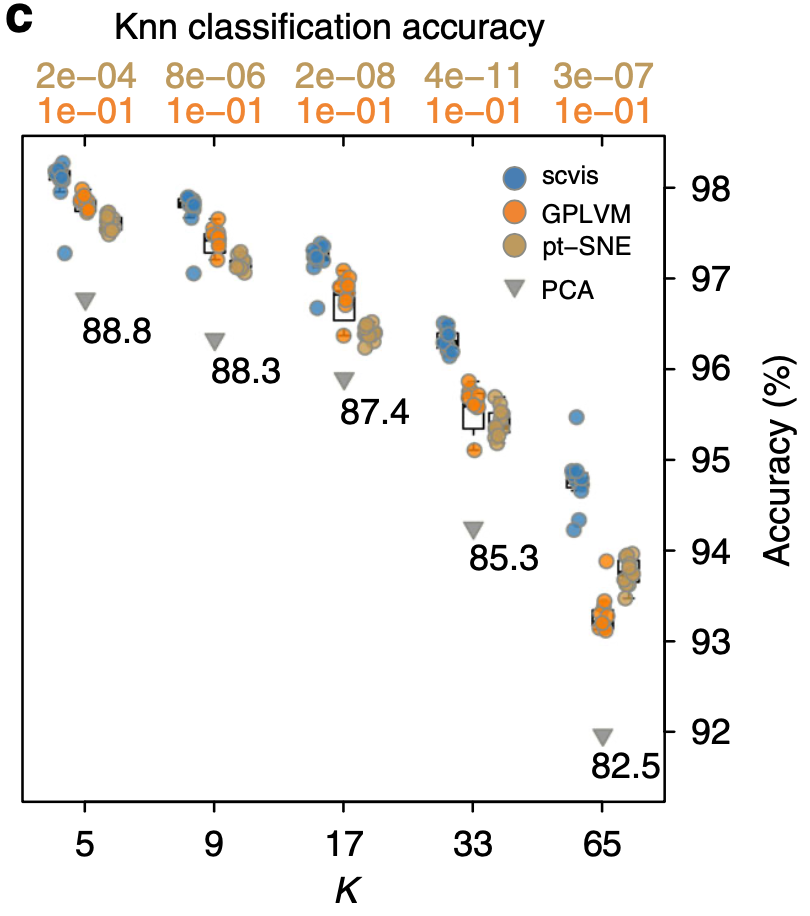 c
Knn classification accuracy
2e−04 8e−06 2e−08 4e−11 3e−07
1e−01 1e−01 1e−01 1e−01 1e−01
scvis
GPLVM
pt−SNE
PCA
98
97
96
95
94
93
92
Accuracy (%)
88.8
88.3
87.4
85.3
82.5
5 9 17 33 65
K